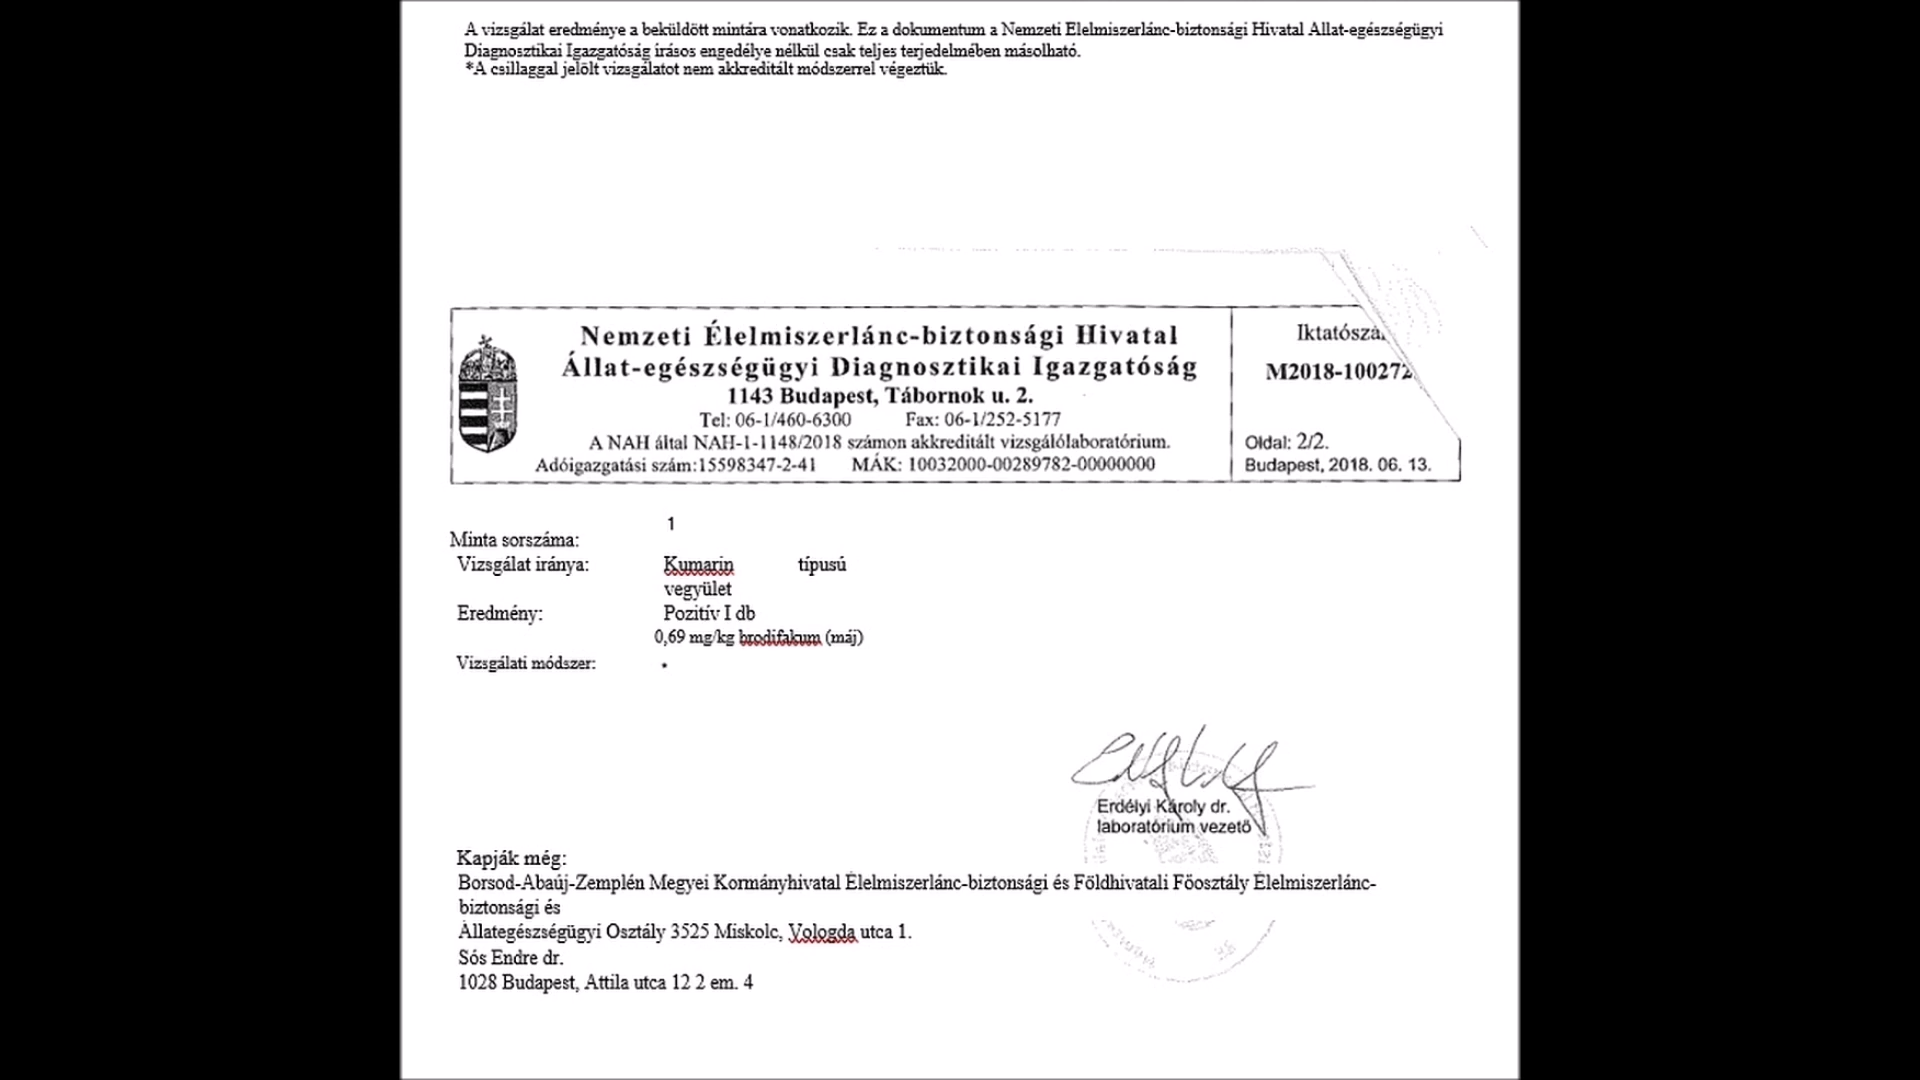 A vizsgálat eredménye a beküldött mintára vonatkozik. Ez a dokumentum a Nemzeti Elelmiszerlánc-biztonsági Hivatal Allat-egészségügyi
Diagnosztikai Igazgatóság írásos engedélye nélkül csak teljes terjedelmében másolható.
*A csillaggal jelölt vizsgálatot nem akkreditált módszerrel végeztük.
Nemzeti Élelmiszerlánc-biztonsági Hivatal
Állat-egészségügyi Diagnosztikai Igazgatóság
1143 Budapest, Tábornok u. 2.
Tel: 06-1/460-6300 Fax: 06-1/252-5177
A NAH által NAH-1-1148/2018 számon akkreditált vizsgálólaboratórium.
Adóigazgatási szám:15598347-2-41 MÁK: 10032000-00289782-00000000
Iktatószá
M2018-100272
Oldal: 2/2.
Budapest, 2018. 06. 13.
Minta sorszáma: 1
Vizsgálat iránya: Kumarin típusú
vegyület
Eredmény: Pozitív I db
0,69 mg/kg brodifakum (máj)
Vizsgálati módszer: *
Erdélyi Károly dr.
laboratórium vezető
Kapják még:
Borsod-Abaúj-Zemplén Megyei Kormányhivatal Élelmiszerlánc-biztonsági és Földhivatali Főosztály Élelmiszerlánc-
biztonsági és
Állategészségügyi Osztály 3525 Miskolc, Vologda utca 1.
Sós Endre dr.
1028 Budapest, Attila utca 12 2 em. 4